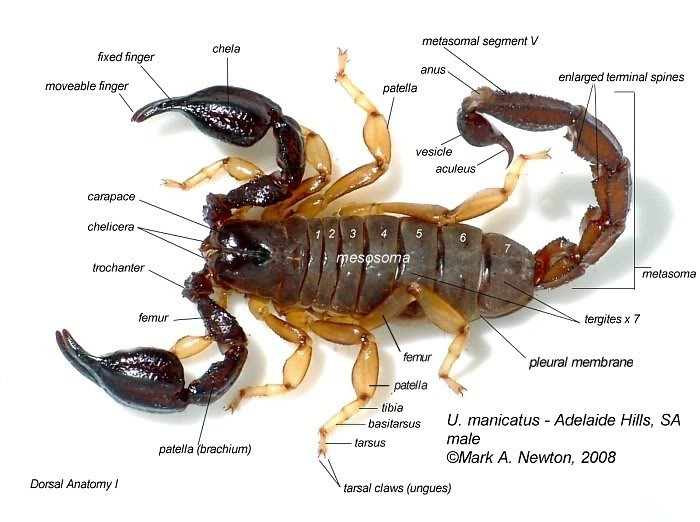 metasomal segment V
chela
fixed finger
anus
enlarged terminal spines
moveable finger
patella
vesicle
aculeus
carapace
chelicera
1 2 3 4 5 6 7
mesosoma
trochanter
metasoma
femur
tergites x 7
femur
pleural membrane
patella
tibia
basitarsus
tarsus
U. manicatus - Adelaide Hills, SA
male
©Mark A. Newton, 2008
patella (brachium)
Dorsal Anatomy I
tarsal claws (ungues)